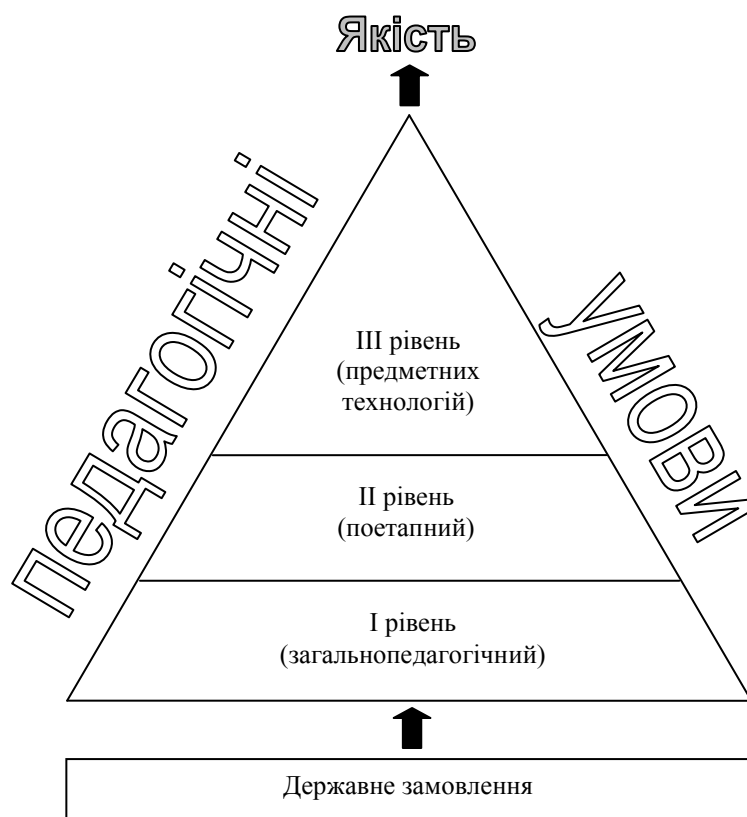 Якість
педагогічні
умови
III рівень
(предметних
технологій)
II рівень
(поетапний)
I рівень
(загальнопедагогічний)
Державне замовлення